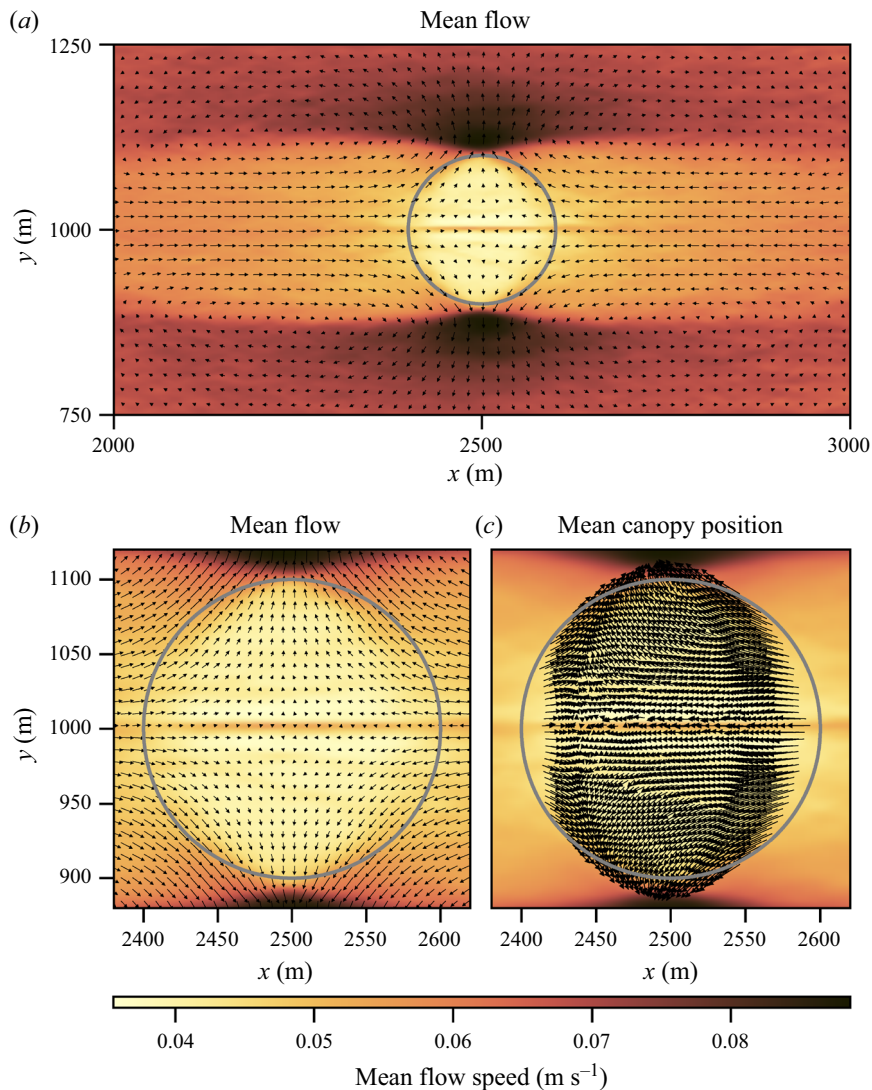 (a) Mean flow
1250
1000
750
y (m)
2000 2500 3000
x (m)
(b) Mean flow (c) Mean canopy position
1100
1050
1000
950
900
y (m)
2400 2450 2500 2550 2600 2400 2450 2500 2550 2600
x (m) x (m)
0.04 0.05 0.06 0.07 0.08
Mean flow speed (m s⁻¹)